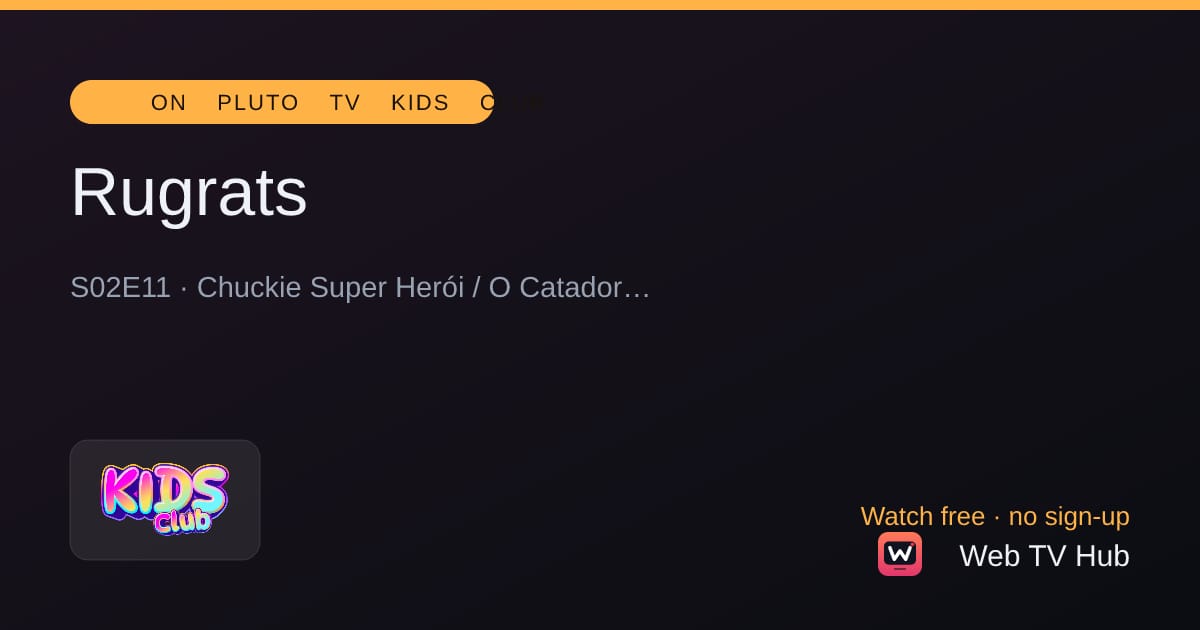 ON PLUTO TV KIDS
Rugrats
S02E11 · Chuckie Super Herói / O Catador…
KIDS
Club
Watch free · no sign-up
W
Web TV Hub